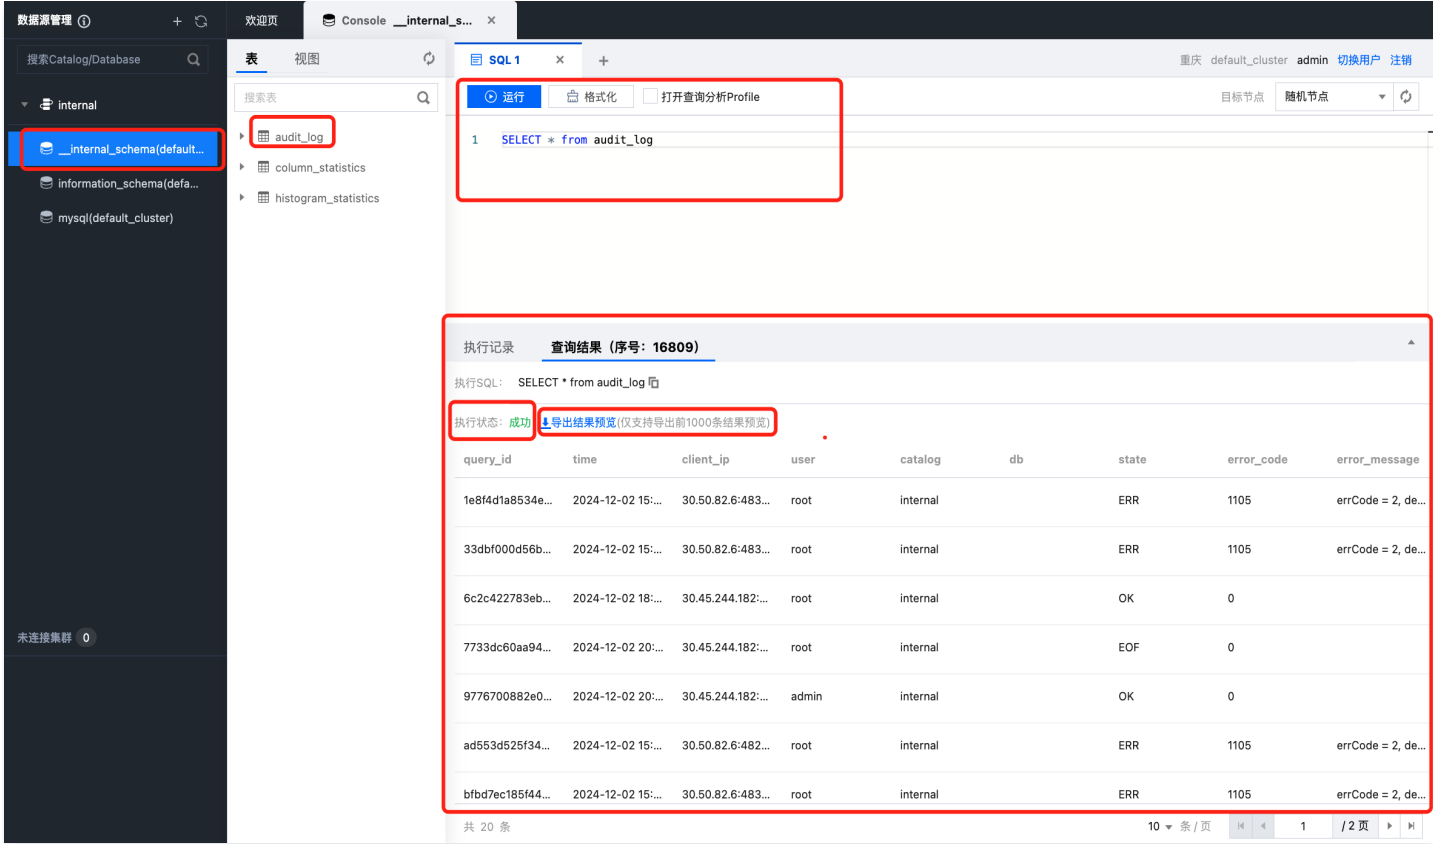 数据源管理
欢迎页
Console __internal_s...
搜索Catalog/Database
internal
__internal_schema(default...
information_schema(defa...
mysql(default_cluster)
未连接集群 0
表 视图
搜索表
audit_log
column_statistics
histogram_statistics
SQL 1
重庆 default_cluster admin 切换用户 注销
运行 格式化 打开查询分析Profile
目标节点 随机节点
1 SELECT * from audit_log
执行记录 查询结果（序号：16809）
执行SQL： SELECT * from audit_log
执行状态：成功 导出结果预览(仅支持导出前1000条结果预览)
query_id time client_ip user catalog db state error_code error_message
1e8f4d1a8534e... 2024-12-02 15:... 30.50.82.6:483... root internal ERR 1105 errCode = 2, de...
33dbf000d56b... 2024-12-02 15:... 30.50.82.6:483... root internal ERR 1105 errCode = 2, de...
6c2c422783eb... 2024-12-02 18:... 30.45.244.182:... root internal OK 0
7733dc60aa94... 2024-12-02 20:... 30.45.244.182:... root internal EOF 0
9776700882e0... 2024-12-02 20:... 30.45.244.182:... admin internal OK 0
ad553d525f34... 2024-12-02 15:... 30.50.82.6:482... root internal ERR 1105 errCode = 2, de...
bfbd7ec185f44... 2024-12-02 15:... 30.50.82.6:483... root internal ERR 1105 errCode = 2, de...
共 20 条
10 条 / 页 1 / 2 页